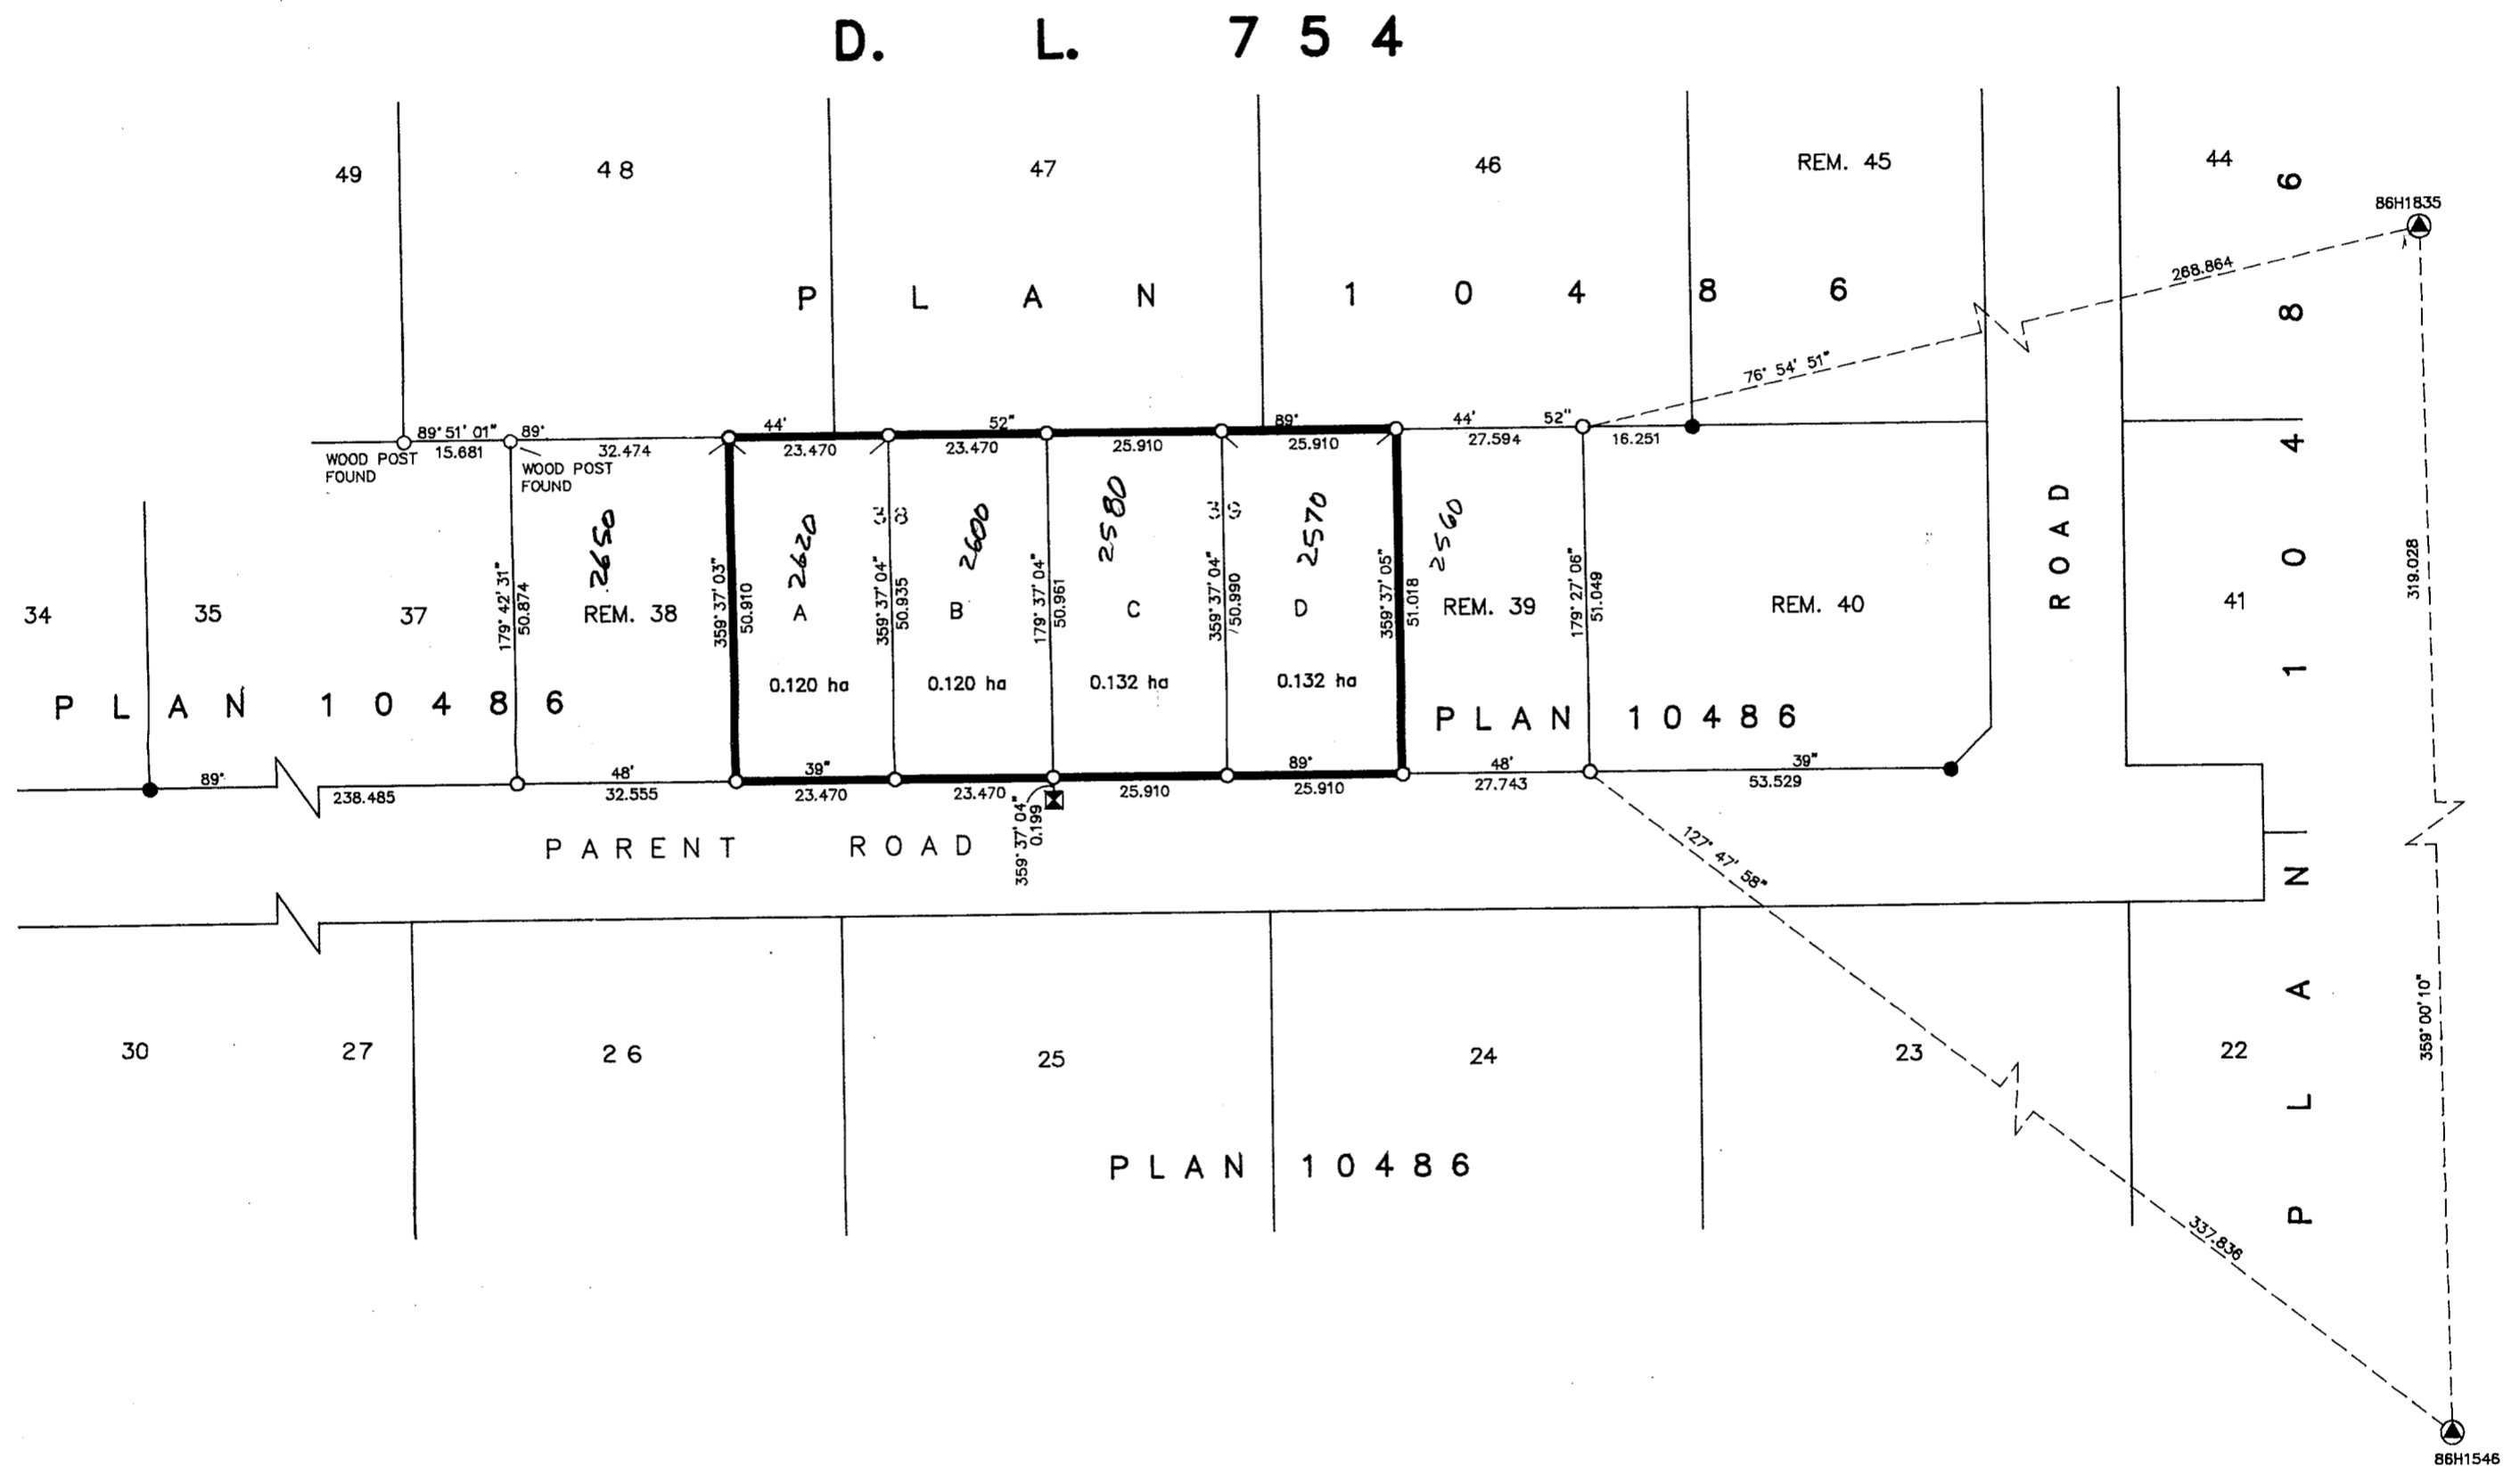 D. L. 754
49
48
47
46
REM. 45
44
86H1835
PLAN 10486
268.864
76° 54' 51"
89° 51' 01"
15.681
89°
32.474
44'
23.470
52"
23.470
25.910
89°
25.910
44'
27.594
52"
16.251
WOOD POST
FOUND
WOOD POST
FOUND
34
35
37
179° 42' 31"
50.874
2650
REM. 38
359° 37' 03"
50.910
2620
A
0.120 ha
38
359° 37' 04"
50.935
2600
B
0.120 ha
179° 37' 04"
50.961
2580
C
0.132 ha
39
359° 37' 04"
50.990
2570
D
0.132 ha
359° 37' 05"
51.018
2560
REM. 39
179° 27' 06"
51.049
REM. 40
ROAD
41
319.028
PLAN 10486
PLAN 10486
PLAN 10486
89°
238.485
48'
32.555
39"
23.470
23.470
25.910
89°
25.910
48'
27.743
39"
53.529
359° 37' 04"
0.199
PARENT ROAD
127° 47' 58"
30
27
26
25
24
23
22
359° 00' 10"
PLAN 10486
337.836
86H1546